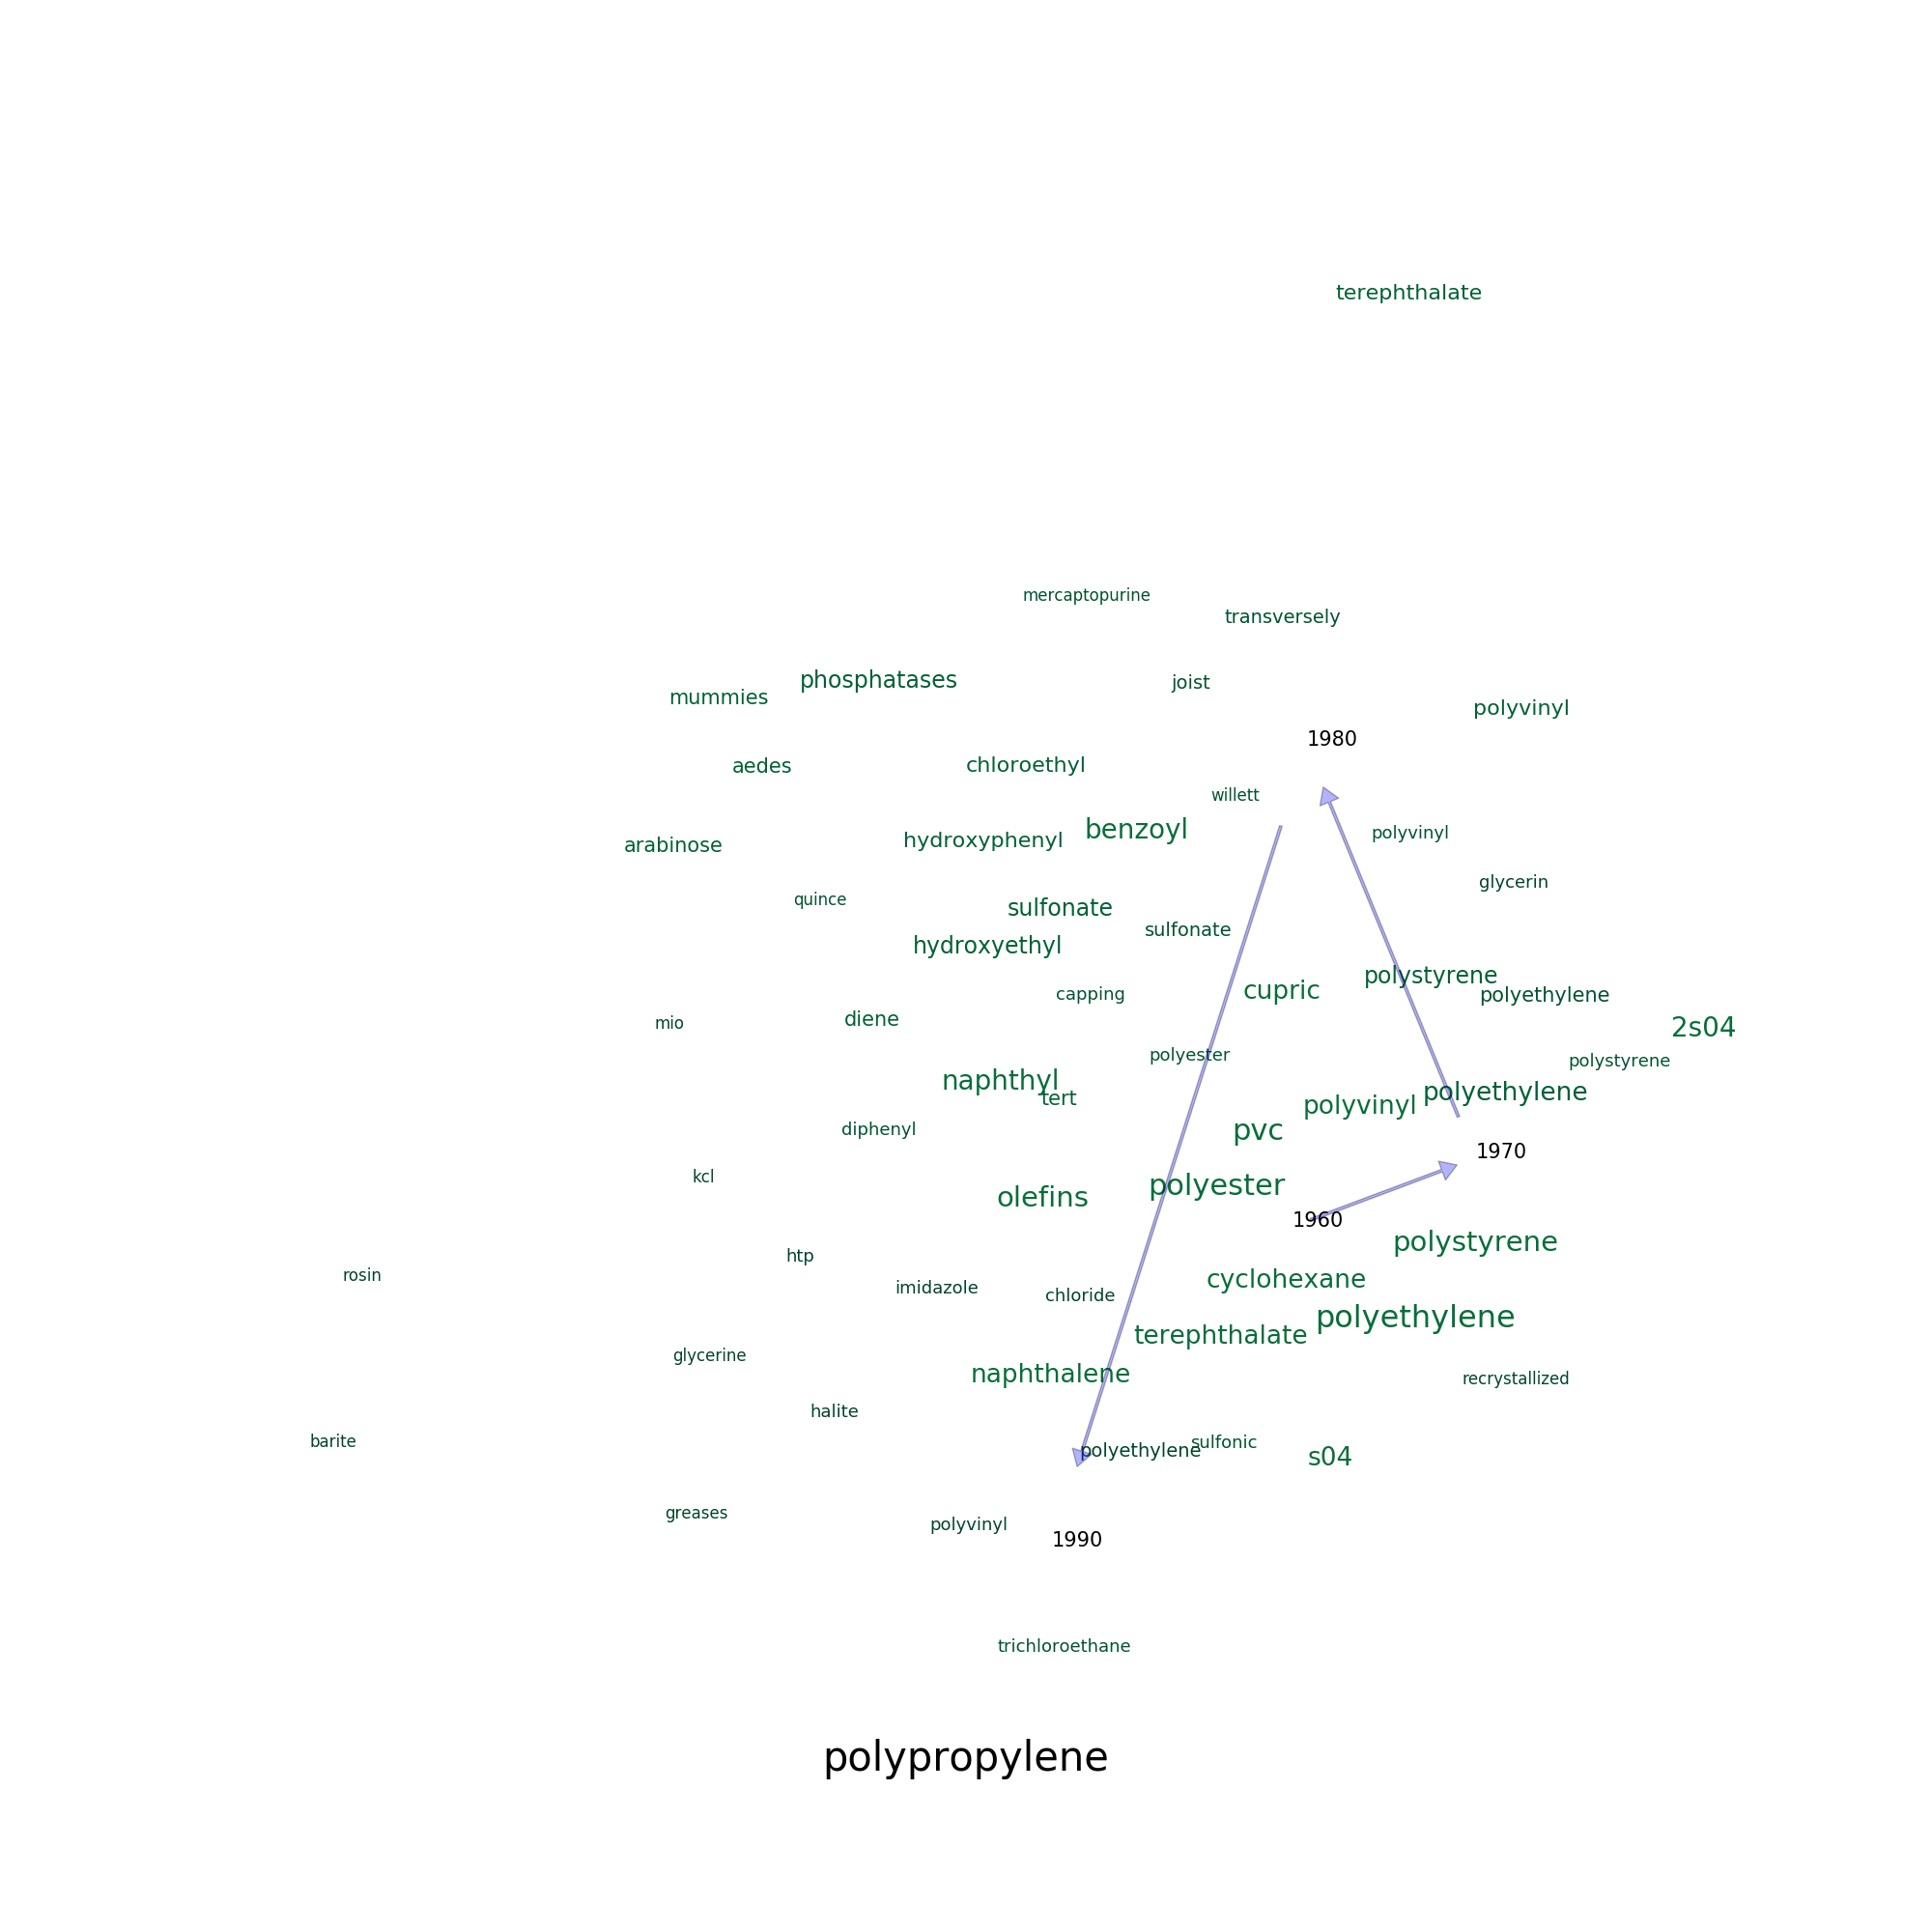 terephthalate
mercaptopurine
transversely
phosphatases
joist
mummies
polyvinyl
1980
aedes
chloroethyl
willett
benzoyl
polyvinyl
hydroxyphenyl
arabinose
glycerin
quince
sulfonate
sulfonate
hydroxyethyl
polystyrene
cupric
capping
polyethylene
diene
mio
2s04
polyester
polystyrene
naphthyl
polyethylene
tert
polyvinyl
diphenyl
pvc
1970
kcl
polyester
olefins
1960
polystyrene
htp
rosin
cyclohexane
imidazole
chloride
polyethylene
terephthalate
glycerine
naphthalene
recrystallized
halite
barite
sulfonic
polyethylene
s04
greases
polyvinyl
1990
trichloroethane
polypropylene